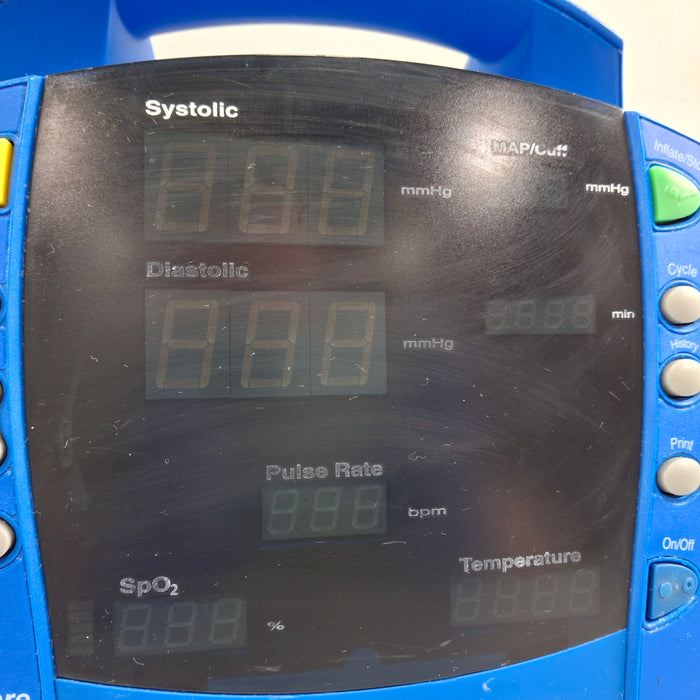 Systolic
mmHg
MAP/Cuff
mmHg
Inflate/Sto
Diastolic
mmHg
min
Cycle
History
Print
Pulse Rate
bpm
On/Off
Temperature
SpO₂
%